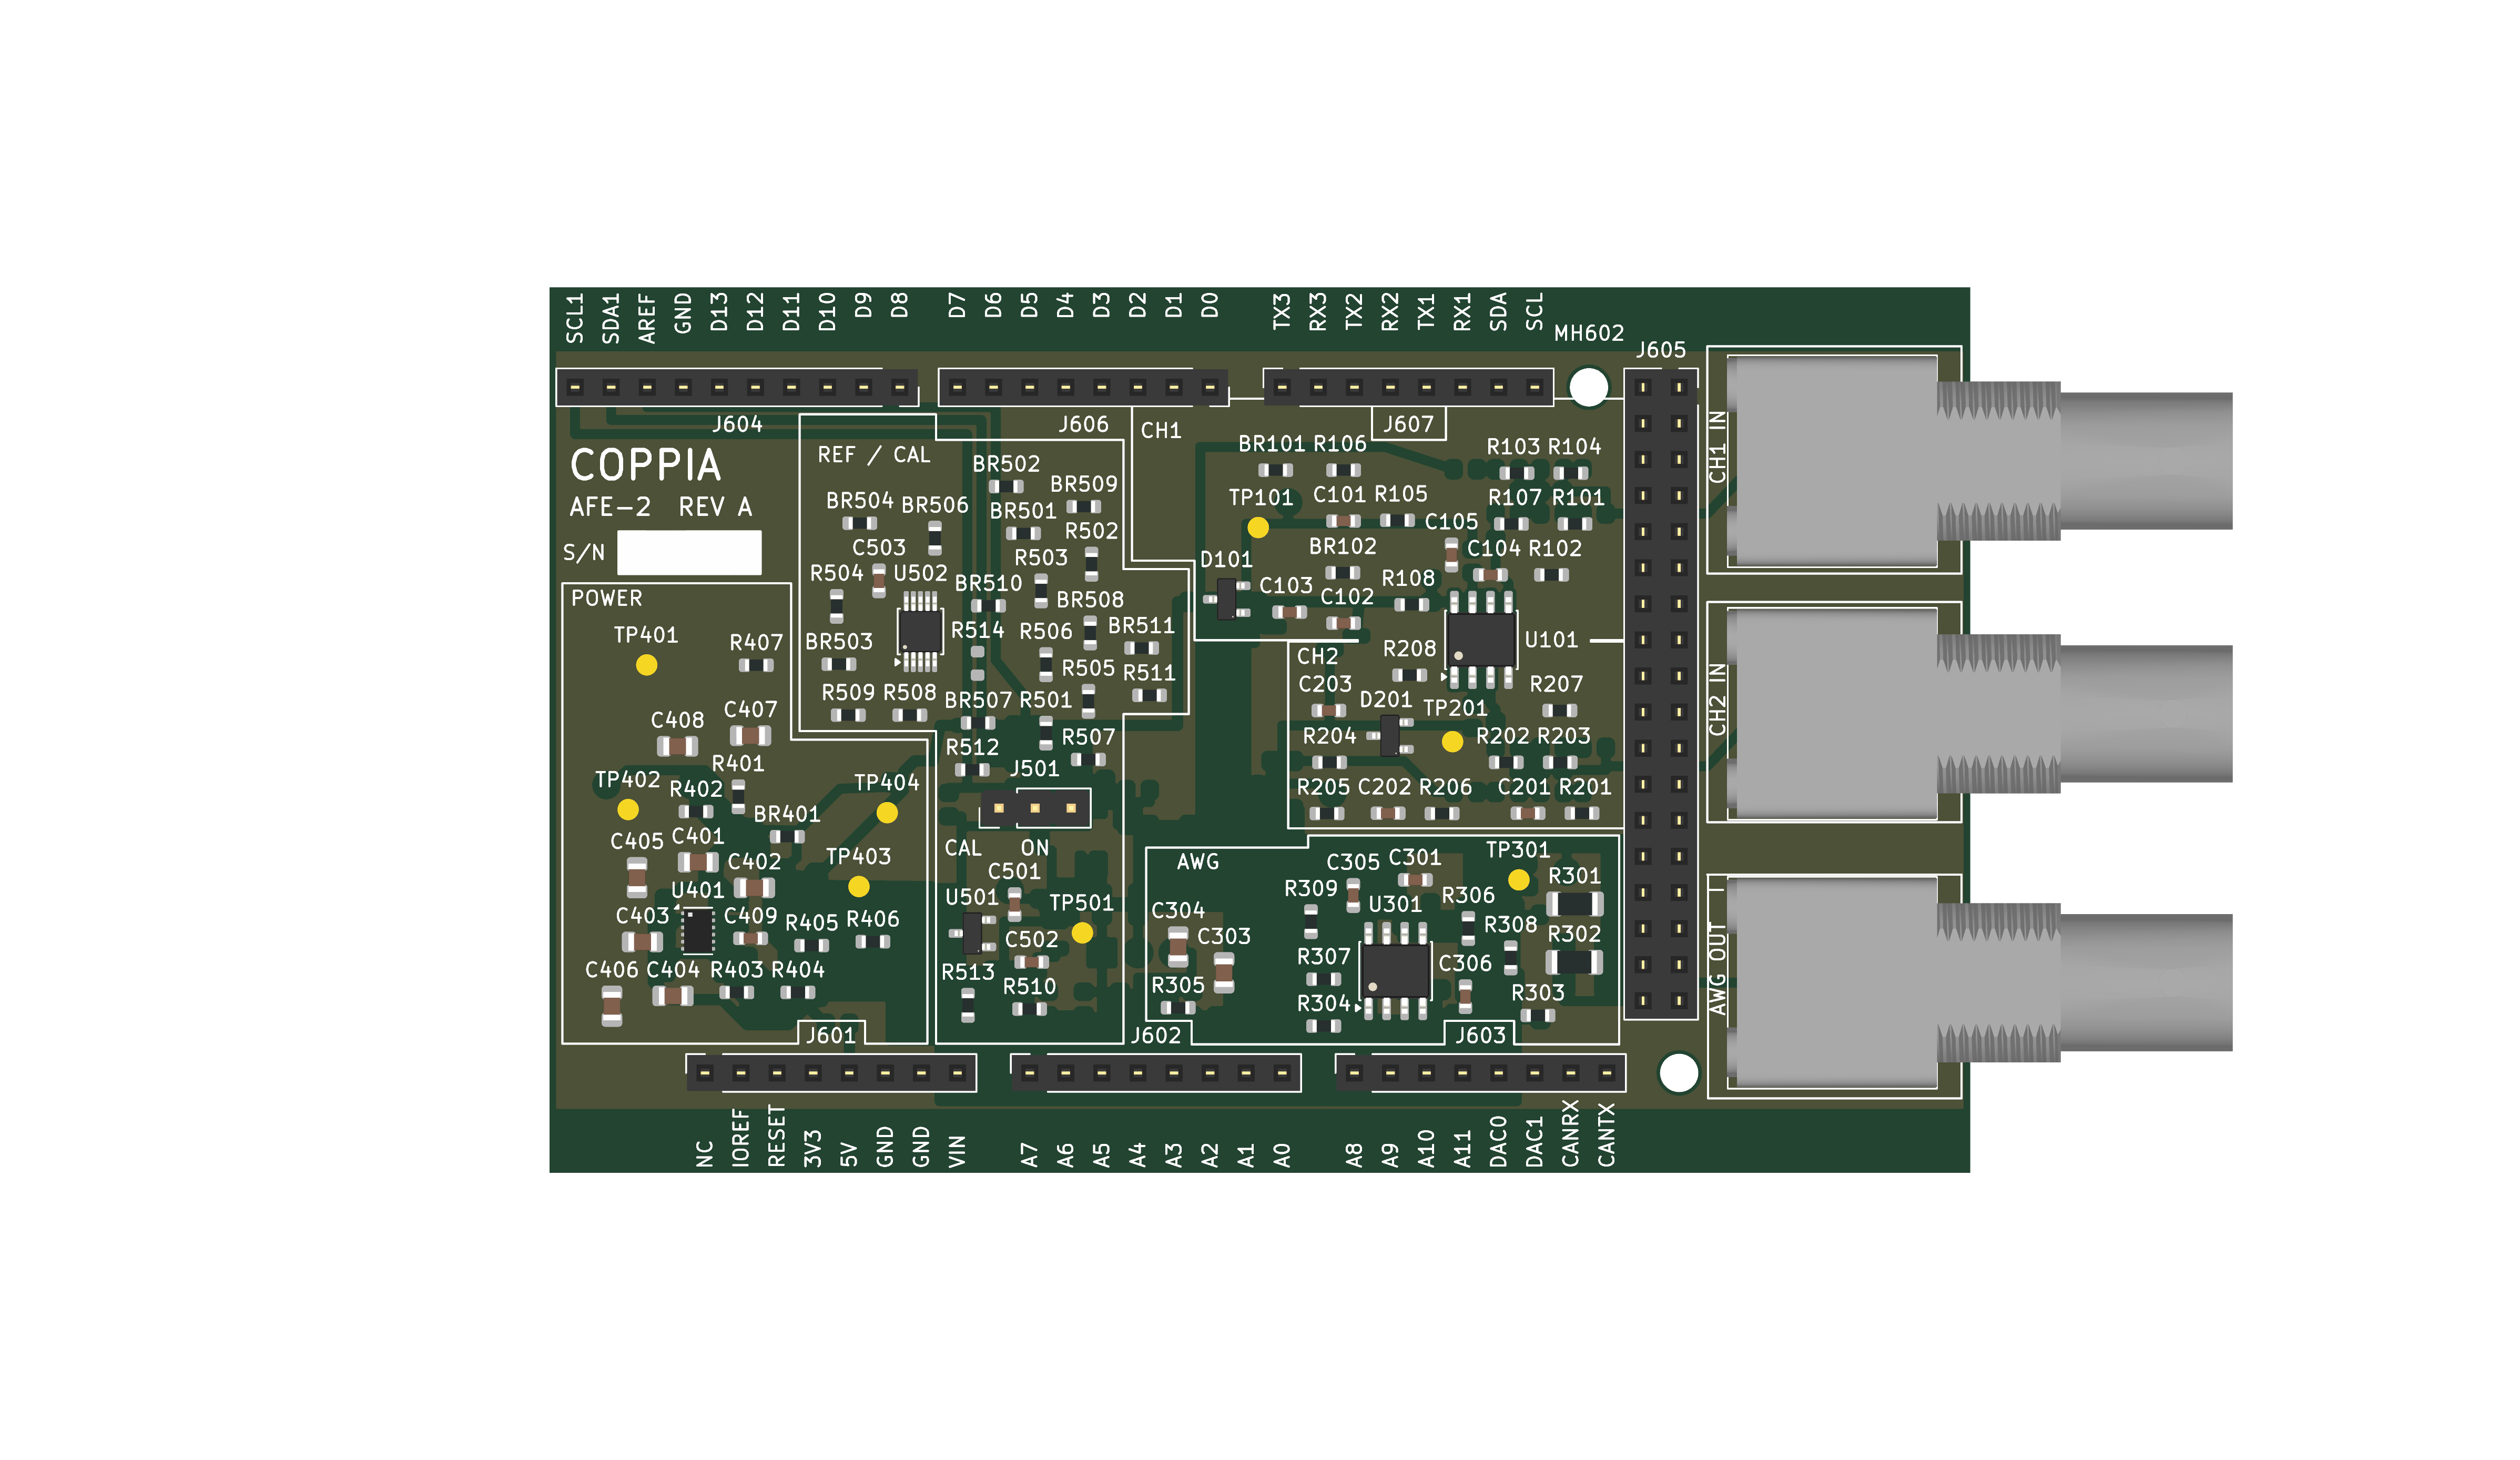 SCL1 SDA1 AREF GND D13 D12 D11 D10 D9 D8 D7 D6 D5 D4 D3 D2 D1 D0 TX3 RX3 TX2 RX2 TX1 RX1 SDA SCL
MH602
J605
J604 J606 J607
CH1
COPPIA
AFE-2 REV A
S/N
REF / CAL
BR502
BR509
BR504
BR506
BR501
R502
C503
R503
R504
U502
BR510
BR508
R514
R506
BR511
BR503
R505
R511
R509
R508
BR507
R501
R512
R507
J501
CAL ON
C501
U501
TP501
C502
R513
R510
BR101
R106
R103
R104
TP101
C101
R105
R107
R101
C105
D101
BR102
C104
R102
C103
R108
C102
U101
CH2
R208
C203
D201
TP201
R207
R204
R202
R203
R205
C202
R206
C201
R201
CH1 IN
CH2 IN
AWG OUT
POWER
TP401
R407
C408
C407
R401
TP402
R402
TP404
BR401
C405
C401
C402
TP403
U401
C403
C409
R405
R406
C406
C404
R403
R404
AWG
C305
C301
TP301
R309
U301
R306
R301
C304
C303
R308
R302
R307
C306
R305
R304
R303
J601 J602 J603
NC IOREF RESET 3V3 5V GND GND VIN A7 A6 A5 A4 A3 A2 A1 A0 A8 A9 A10 A11 DAC0 DAC1 CANRX CANTX